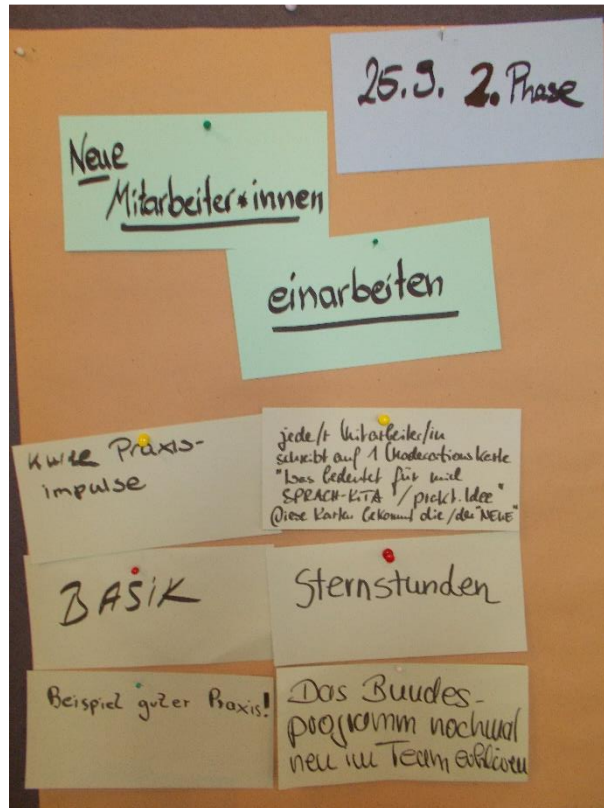 25.9. 2. Phase
Neue
Mitarbeiter*innen
einarbeiten
kurze Praxis-
impulse
jede/r Mitarbeiter/in
schreibt auf 1 Moderationskarte
"Was bedeutet für mich
SPRACH-KiTA"/prakt. Idee"
Diese Karten bekommt die/der "NEUE"
BASiK
Sternstunden
Beispiel guter Praxis!
Das Bundes-
programm nochmal
neu im Team erklären